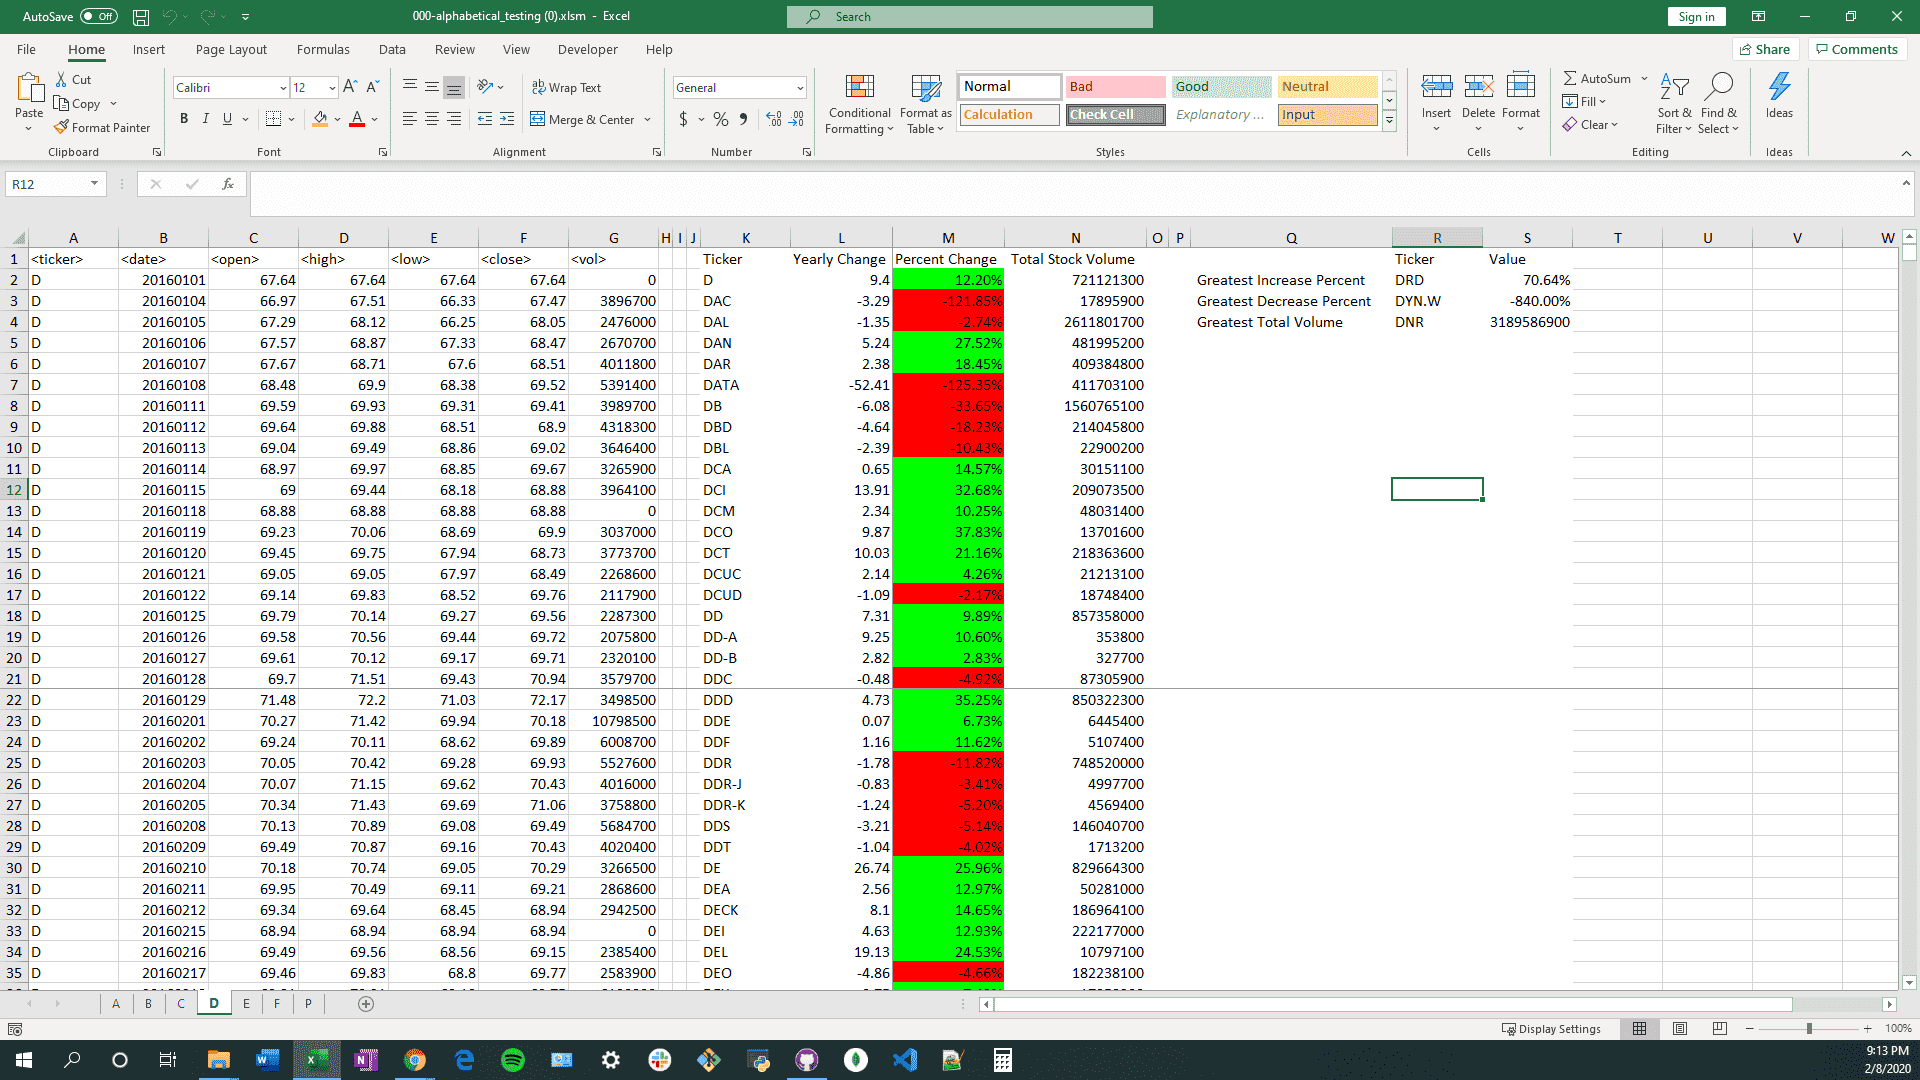 AutoSave Off 000-alphabetical_testing (0).xlsm - Excel Search Sign in
File Home Insert Page Layout Formulas Data Review View Developer Help Share Comments
Paste Cut Copy Format Painter Clipboard
Calibri 12 B I U A A A Font
Wrap Text Merge & Center Alignment
General $ % Number
Conditional Formatting Format as Table
Normal Bad Good Neutral
Calculation Check Cell Explanatory ... Input
Styles
Insert Delete Format Cells
AutoSum Fill Clear Sort & Filter Find & Select Editing
Ideas Ideas
R12 fx
A B C D E F G H I J K L M N O P Q R S T U V W
1 <ticker> <date> <open> <high> <low> <close> <vol> Ticker Yearly Change Percent Change Total Stock Volume Ticker Value
2 D 20160101 67.64 67.64 67.64 67.64 0 D 9.4 12.20% 721121300 Greatest Increase Percent DRD 70.64%
3 D 20160104 66.97 67.51 66.33 67.47 3896700 DAC -3.29 -121.85% 17895900 Greatest Decrease Percent DYN.W -840.00%
4 D 20160105 67.29 68.12 66.25 68.05 2476000 DAL -1.35 -2.74% 2611801700 Greatest Total Volume DNR 3189586900
5 D 20160106 67.57 68.87 67.33 68.47 2670700 DAN 5.24 27.52% 481995200
6 D 20160107 67.67 68.71 67.6 68.51 4011800 DAR 2.38 18.45% 409384800
7 D 20160108 68.48 69.9 68.38 69.52 5391400 DATA -52.41 -125.35% 411703100
8 D 20160111 69.59 69.93 69.31 69.41 3989700 DB -6.08 -33.65% 1560765100
9 D 20160112 69.64 69.88 68.51 68.9 4318300 DBD -4.64 -18.23% 214045800
10 D 20160113 69.04 69.49 68.86 69.02 3646400 DBL -2.39 -10.43% 22900200
11 D 20160114 68.97 69.97 68.85 69.67 3265900 DCA 0.65 14.57% 30151100
12 D 20160115 69 69.44 68.18 68.88 3964100 DCI 13.91 32.68% 209073500
13 D 20160118 68.88 68.88 68.88 68.88 0 DCM 2.34 10.25% 48031400
14 D 20160119 69.23 70.06 68.69 69.9 3037000 DCO 9.87 37.83% 13701600
15 D 20160120 69.45 69.75 67.94 68.73 3773700 DCT 10.03 21.16% 218363600
16 D 20160121 69.05 69.05 67.97 68.49 2268600 DCUC 2.14 4.26% 21213100
17 D 20160122 69.14 69.83 68.52 69.76 2117900 DCUD -1.09 -2.17% 18748400
18 D 20160125 69.79 70.14 69.27 69.56 2287300 DD 7.31 9.89% 857358000
19 D 20160126 69.58 70.56 69.44 69.72 2075800 DD-A 9.25 10.60% 353800
20 D 20160127 69.61 70.12 69.17 69.71 2320100 DD-B 2.82 2.83% 327700
21 D 20160128 69.7 71.51 69.43 70.94 3579700 DDC -0.48 -4.92% 87305900
22 D 20160129 71.48 72.2 71.03 72.17 3498500 DDD 4.73 35.25% 850322300
23 D 20160201 70.27 71.42 69.94 70.18 10798500 DDE 0.07 6.73% 6445400
24 D 20160202 69.24 70.11 68.62 69.89 6008700 DDF 1.16 11.62% 5107400
25 D 20160203 70.05 70.42 69.28 69.93 5527600 DDR -1.78 -11.82% 748520000
26 D 20160204 70.07 71.15 69.62 70.43 4016000 DDR-J -0.83 -3.41% 4997700
27 D 20160205 70.34 71.43 69.69 71.06 3758800 DDR-K -1.24 -5.20% 4569400
28 D 20160208 70.13 70.89 69.08 69.49 5684700 DDS -3.21 -5.14% 146040700
29 D 20160209 69.49 70.87 69.16 70.43 4020400 DDT -1.04 -4.02% 1713200
30 D 20160210 70.18 70.74 69.05 70.29 3266500 DE 26.74 25.96% 829664300
31 D 20160211 69.95 70.49 69.11 69.21 2868600 DEA 2.56 12.97% 50281000
32 D 20160212 69.34 69.64 68.45 68.94 2942500 DECK 8.1 14.65% 186964100
33 D 20160215 68.94 68.94 68.94 68.94 0 DEI 4.63 12.93% 222177000
34 D 20160216 69.49 69.56 68.56 69.15 2385400 DEL 19.13 24.53% 10797100
35 D 20160217 69.46 69.83 68.8 69.77 2583900 DEO -4.86 -4.66% 182238100
A B C D E F P
Display Settings 100%
9:13 PM
2/8/2020